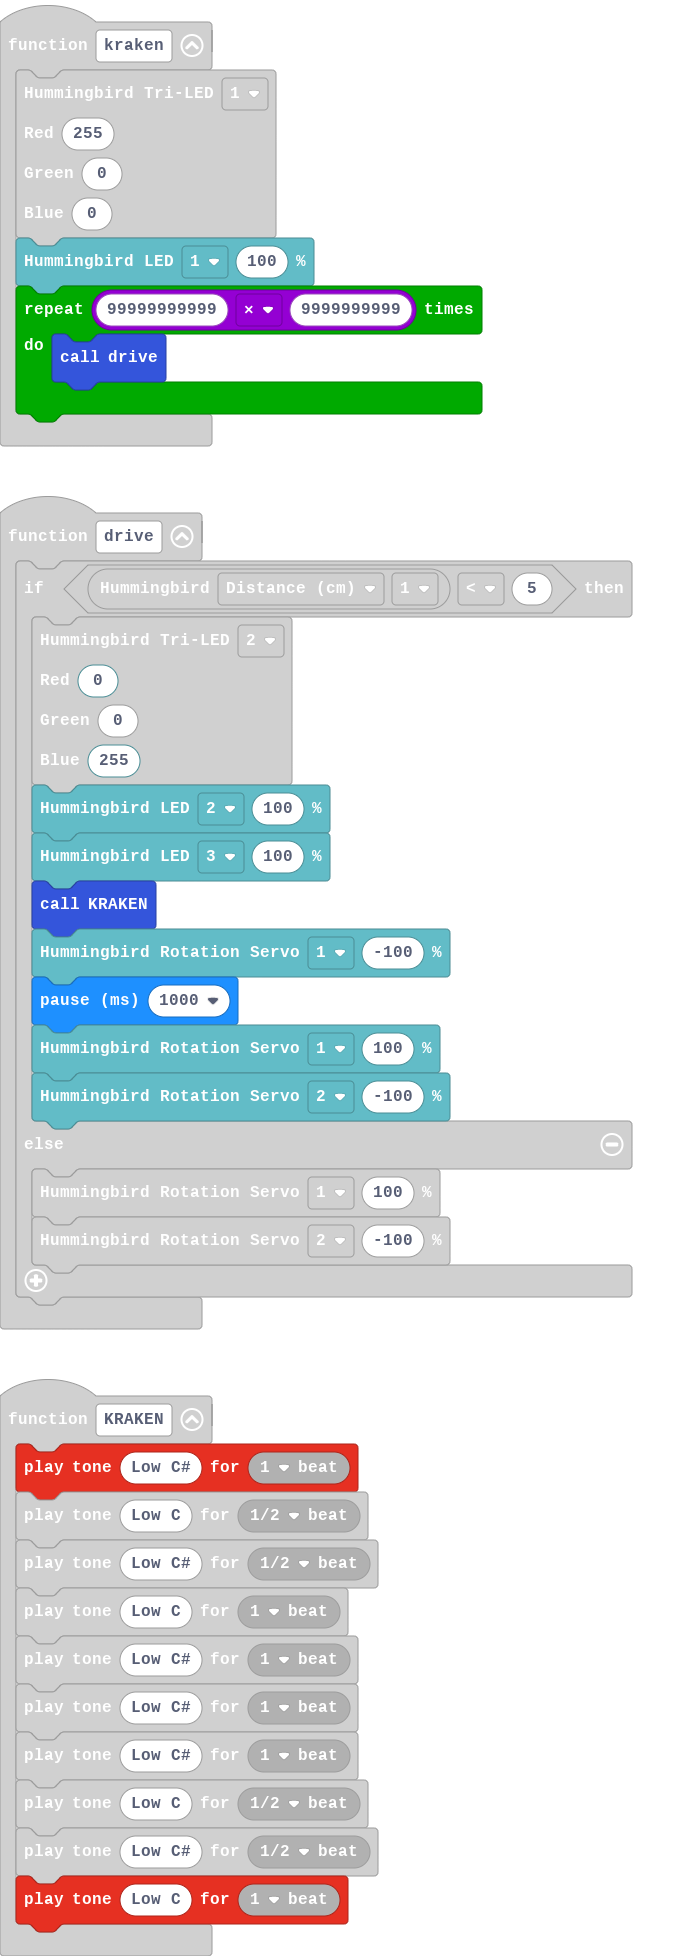 function kraken
Hummingbird Tri-LED 1
Red 255
Green 0
Blue 0
Hummingbird LED 1 100 %
repeat 99999999999 × 9999999999 times
do call drive
function drive
if Hummingbird Distance (cm) 1 < 5 then
Hummingbird Tri-LED 2
Red 0
Green 0
Blue 255
Hummingbird LED 2 100 %
Hummingbird LED 3 100 %
call KRAKEN
Hummingbird Rotation Servo 1 -100 %
pause (ms) 1000
Hummingbird Rotation Servo 1 100 %
Hummingbird Rotation Servo 2 -100 %
else
Hummingbird Rotation Servo 1 100 %
Hummingbird Rotation Servo 2 -100 %
function KRAKEN
play tone Low C# for 1 beat
play tone Low C for 1/2 beat
play tone Low C# for 1/2 beat
play tone Low C for 1 beat
play tone Low C# for 1 beat
play tone Low C# for 1 beat
play tone Low C# for 1 beat
play tone Low C for 1/2 beat
play tone Low C# for 1/2 beat
play tone Low C for 1 beat